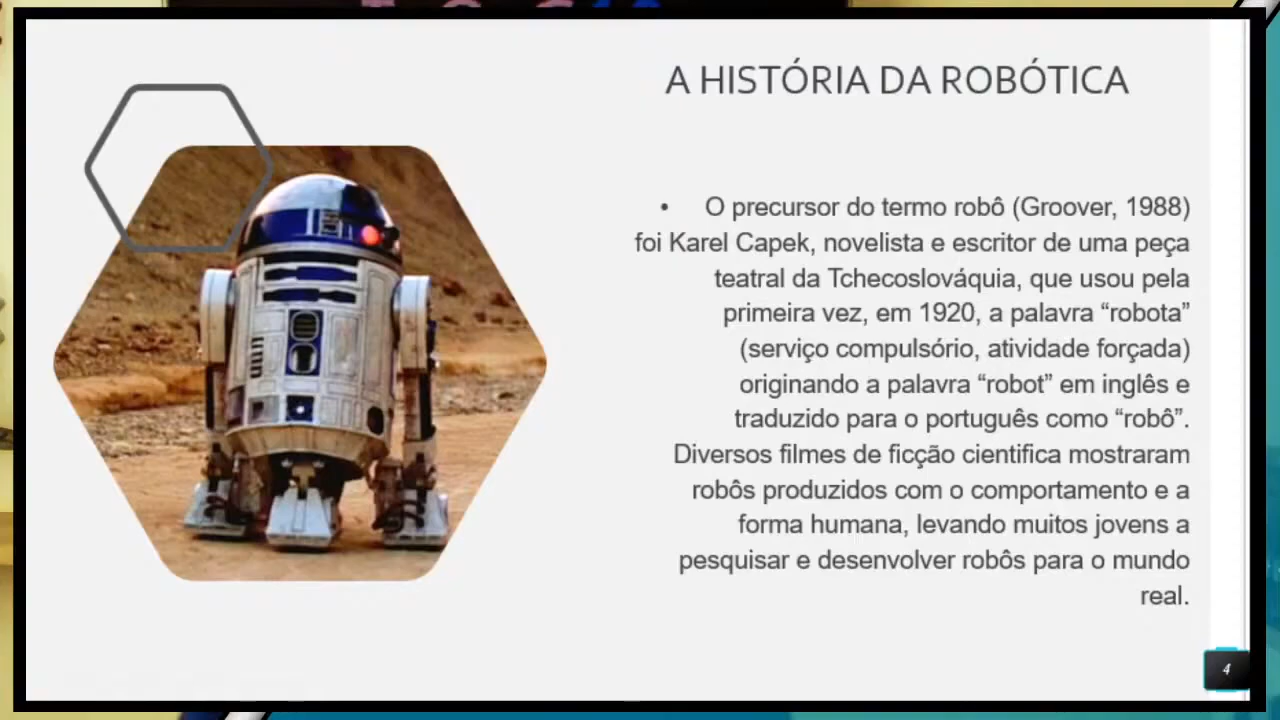 A HISTÓRIA DA ROBÓTICA
• O precursor do termo robô (Groover, 1988)
foi Karel Capek, novelista e escritor de uma peça
teatral da Tchecoslováquia, que usou pela
primeira vez, em 1920, a palavra “robota”
(serviço compulsório, atividade forçada)
originando a palavra “robot” em inglês e
traduzido para o português como “robô”.
Diversos filmes de ficção cientifica mostraram
robôs produzidos com o comportamento e a
forma humana, levando muitos jovens a
pesquisar e desenvolver robôs para o mundo
real.
4